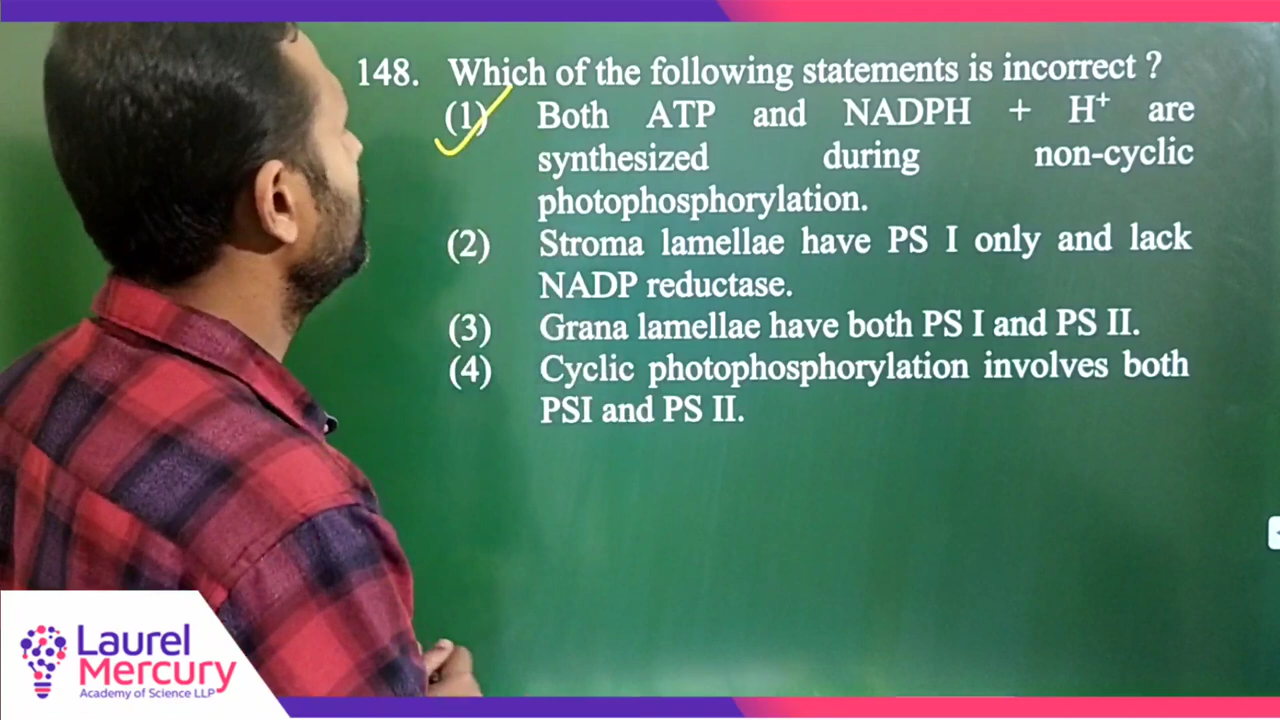 148. Which of the following statements is incorrect ?
(1) Both ATP and NADPH + H⁺ are
synthesized during non-cyclic
photophosphorylation.
(2) Stroma lamellae have PS I only and lack
NADP reductase.
(3) Grana lamellae have both PS I and PS II.
(4) Cyclic photophosphorylation involves both
PSI and PS II.
Laurel
Mercury
Academy of Science LLP